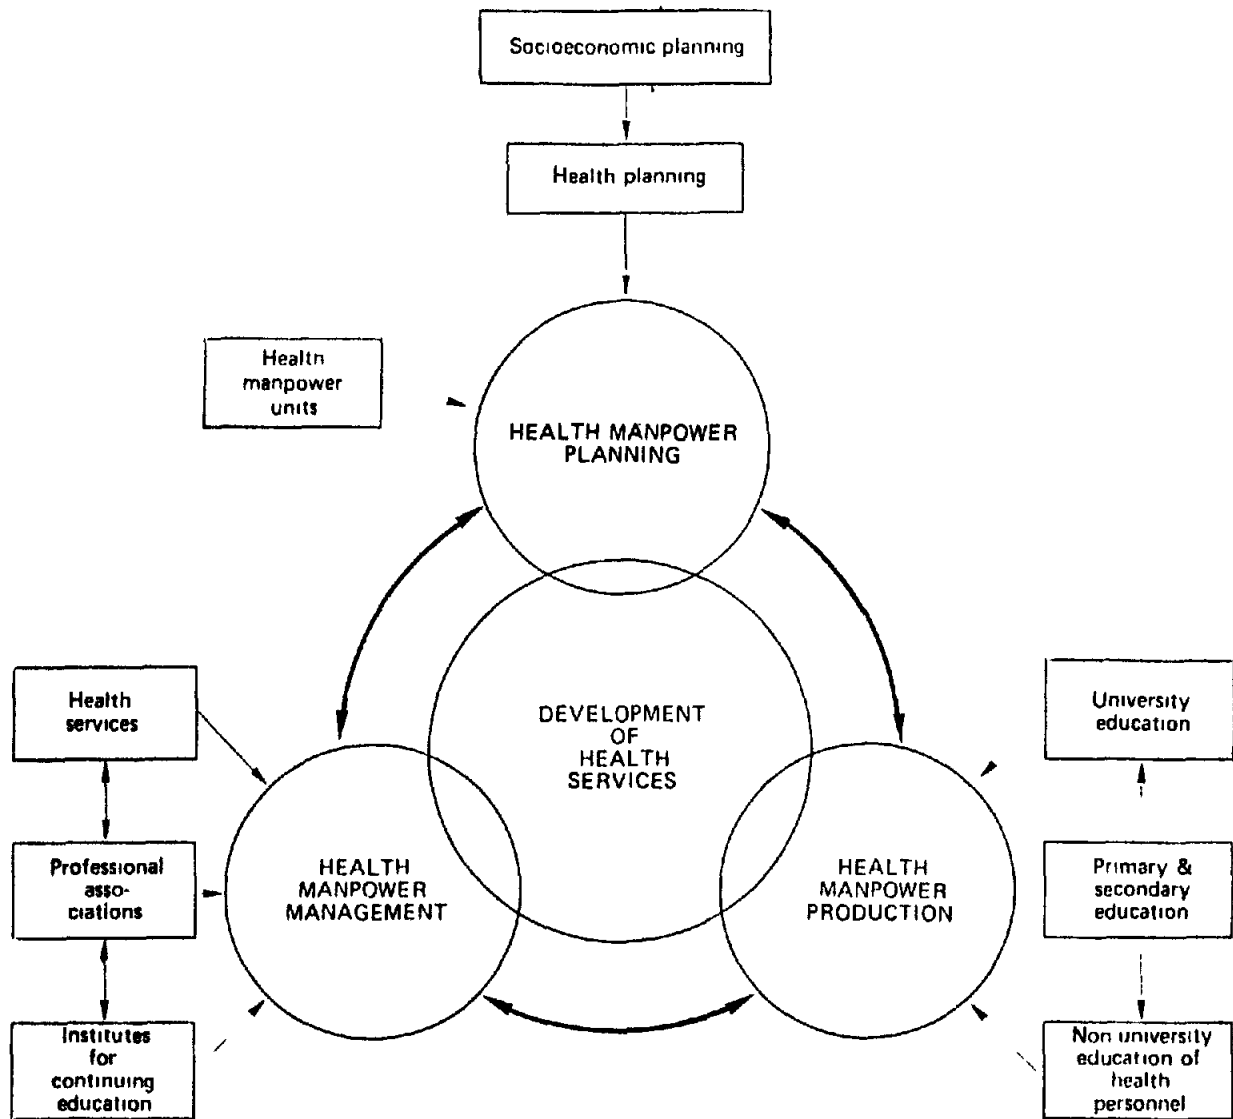 Socioeconomic planning
Health planning
Health
manpower
units
HEALTH MANPOWER
PLANNING
Health
services
DEVELOPMENT
OF
HEALTH
SERVICES
University
education
Professional
asso-
ciations
HEALTH
MANPOWER
MANAGEMENT
HEALTH
MANPOWER
PRODUCTION
Primary &
secondary
education
Institutes
for
continuing
education
Non university
education of
health
personnel